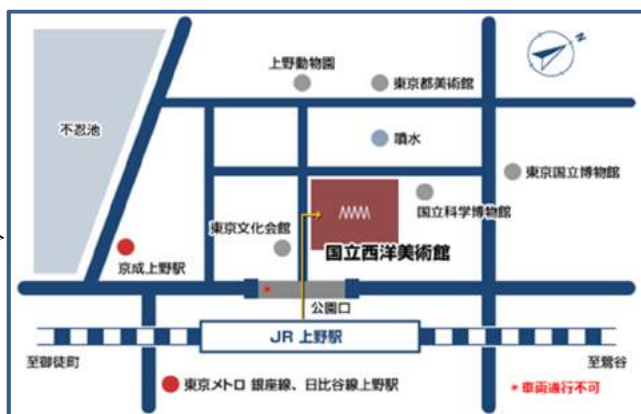 N
上野動物園
東京都美術館
不忍池
噴水
東京国立博物館
国立科学博物館
東京文化会館
国立西洋美術館
京成上野駅
公園口
JR 上野駅
至御徒町
至鶯谷
*車両通行不可
東京メトロ 銀座線、日比谷線上野駅